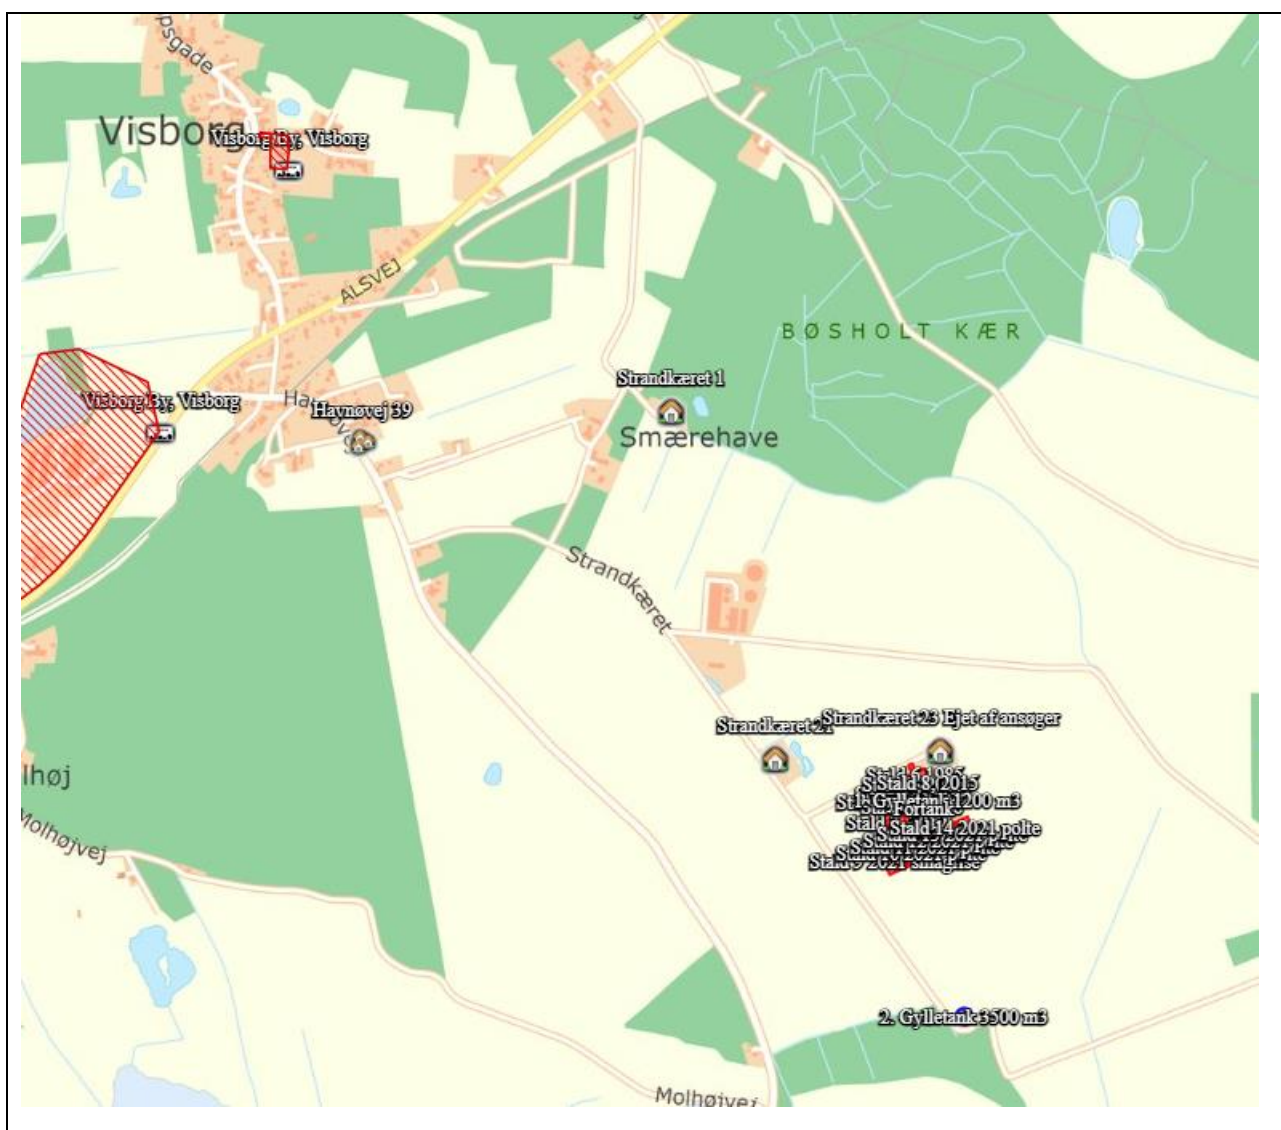 psgade
Visborg
Visborg By, Visborg
ALSVEJ
BØSHOLT KÆR
Strandkæret 1
Visborg By, Visborg
Havnøvej 39
Smærehave
Strandkæret
Strandkæret 21
Strandkæret 23 Ejet af ansøger
lhøj
Stald 8 2015
1. Gylletank 1200 m3
Fortank
Molhøjvej
Stald 14 2021 polte
2. Gylletank 3500 m3
Molhøjvej